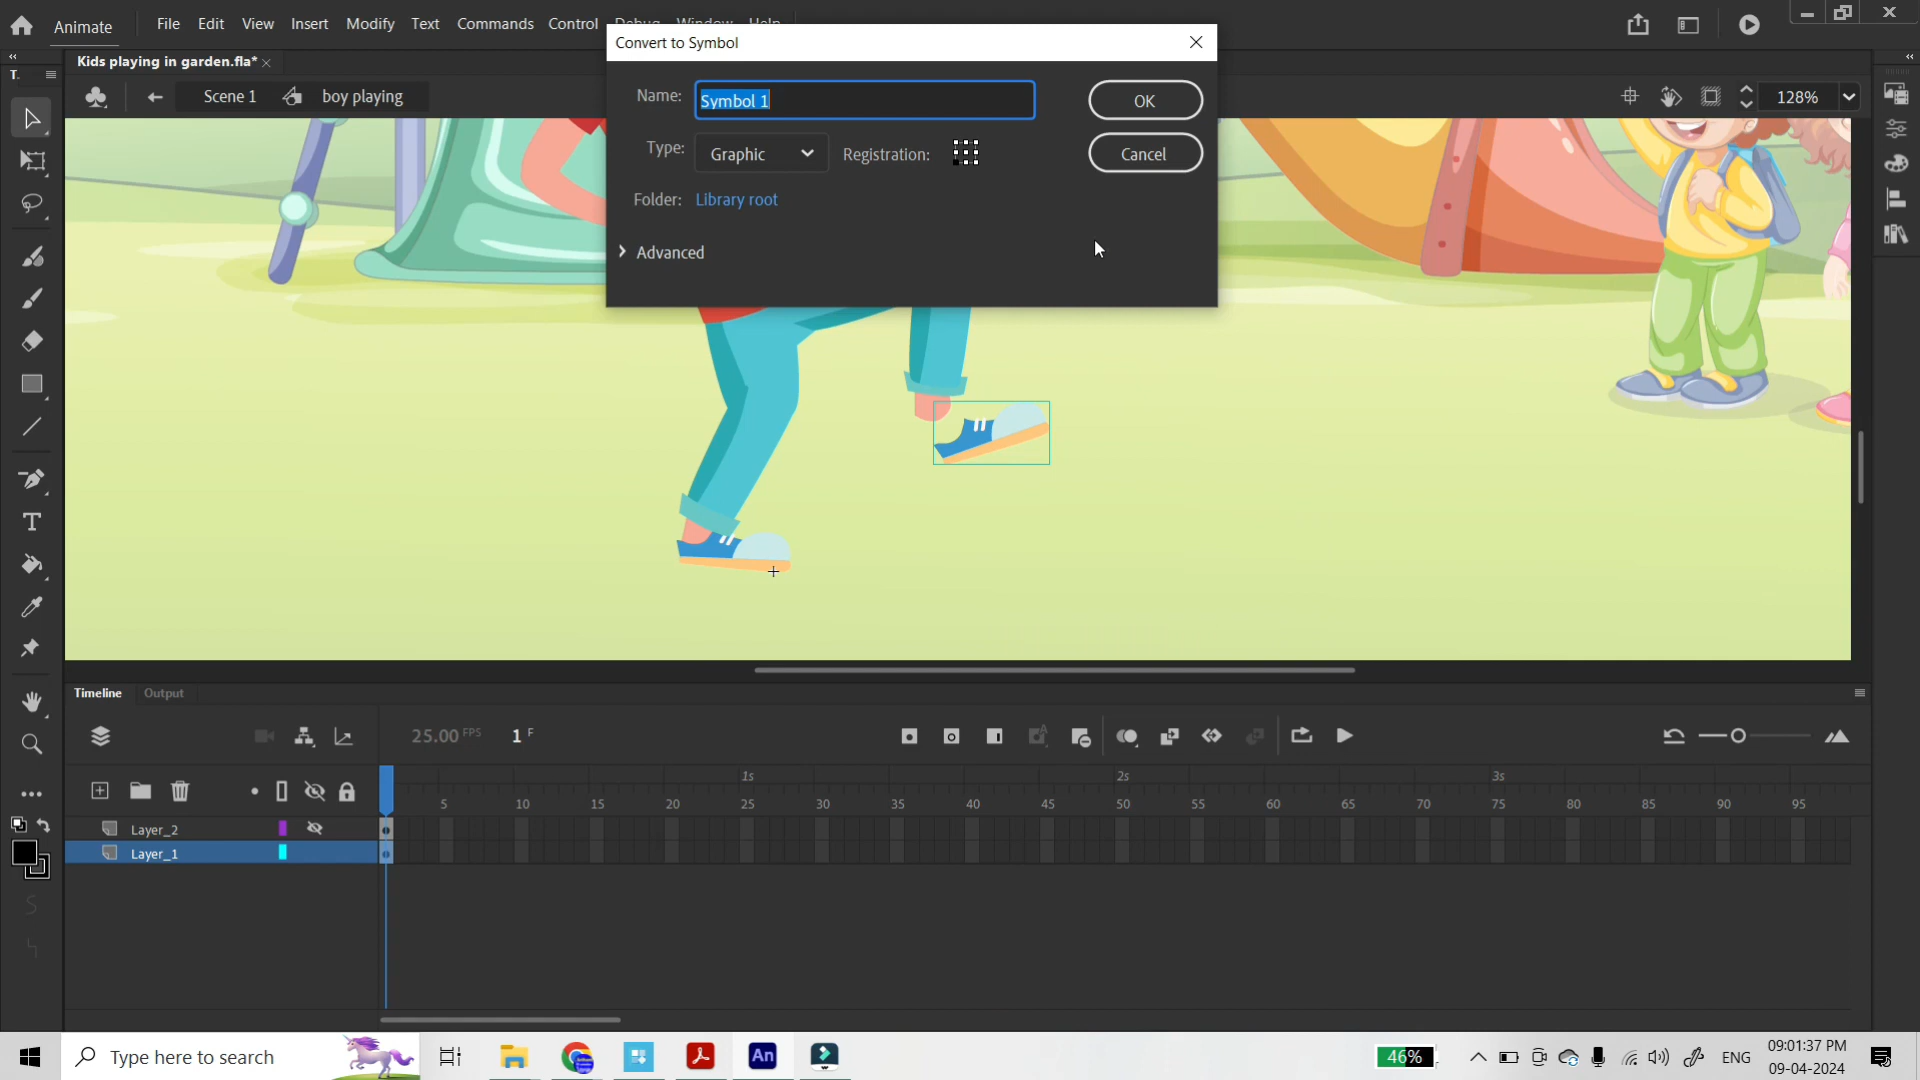 Animate
File Edit View Insert Modify Text Commands Control Debug Window Help
Convert to Symbol
Kids playing in garden.fla*
Name: Symbol 1
OK
Scene 1
boy playing
128%
Type: Graphic
Registration:
Cancel
Folder: Library root
Advanced
Timeline
Output
25.00 FPS
1 F
1s 2s 3s
5 10 15 20 25 30 35 40 45 50 55 60 65 70 75 80 85 90 95
Layer_2
Layer_1
Type here to search
An
46%
ENG
09:01:37 PM
09-04-2024